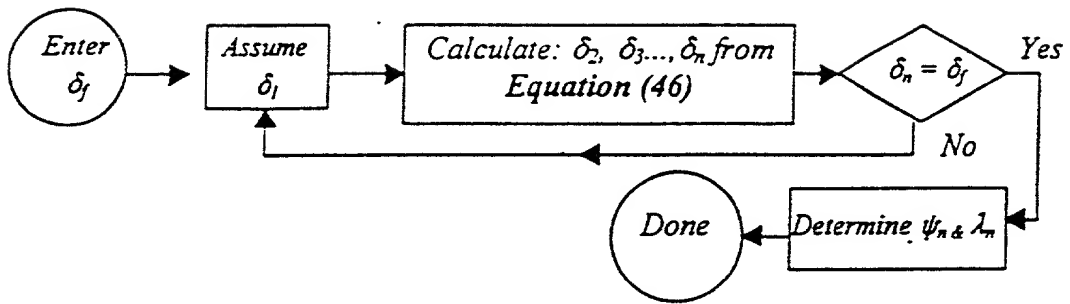 Enter
δf
Assume
δ1
Calculate: δ2, δ3..., δn from
Equation (46)
δn = δf
Yes
No
Determine ψn & λn
Done